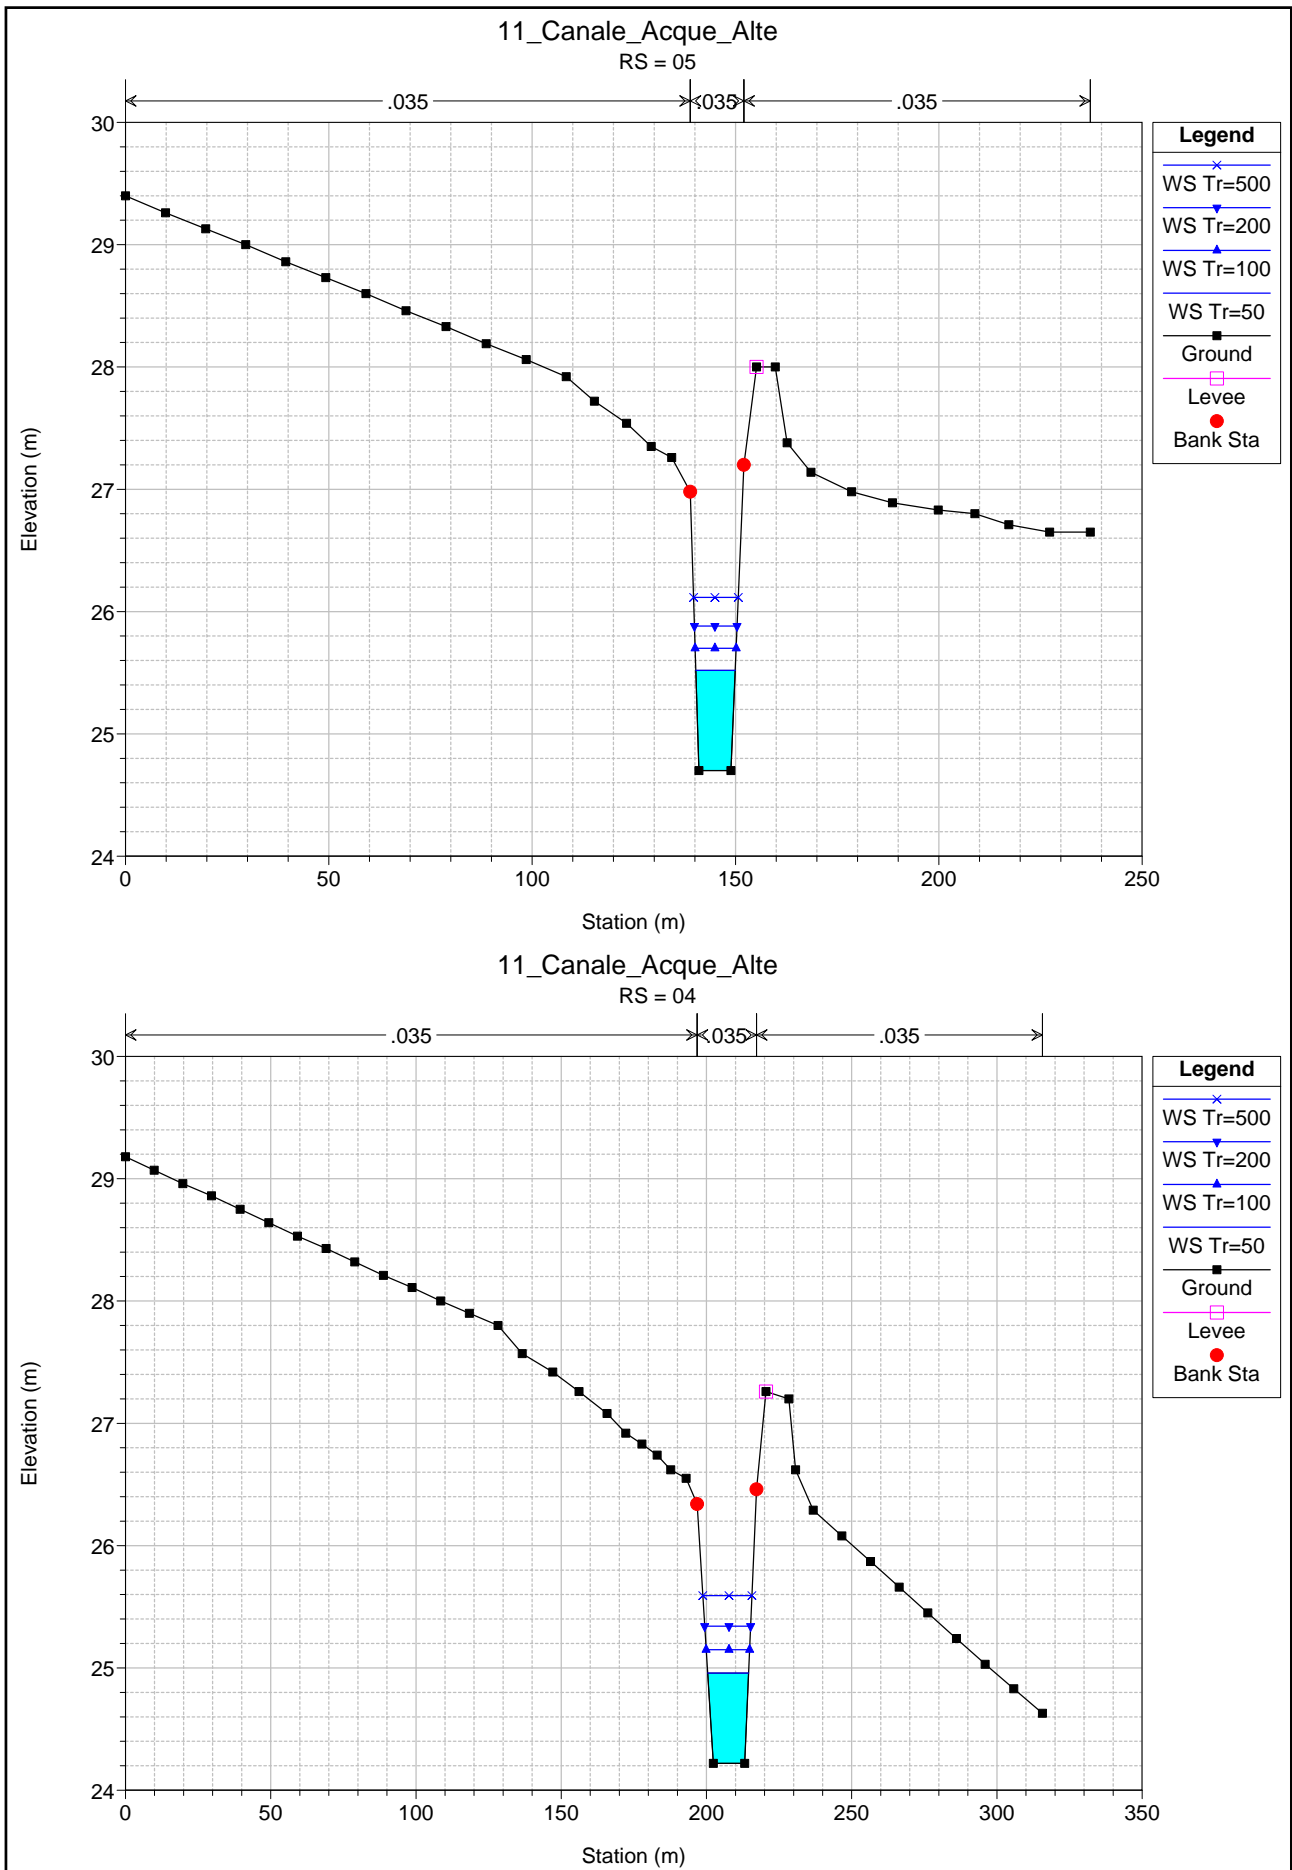 11_Canale_Acque_Alte
RS = 05
.035
.035
.035
30
29
28
27
26
25
24
Elevation (m)
0 50 100 150 200 250
Station (m)
Legend
WS Tr=500
WS Tr=200
WS Tr=100
WS Tr=50
Ground
Levee
Bank Sta
11_Canale_Acque_Alte
RS = 04
.035
.035
.035
30
29
28
27
26
25
24
Elevation (m)
0 50 100 150 200 250 300 350
Station (m)
Legend
WS Tr=500
WS Tr=200
WS Tr=100
WS Tr=50
Ground
Levee
Bank Sta